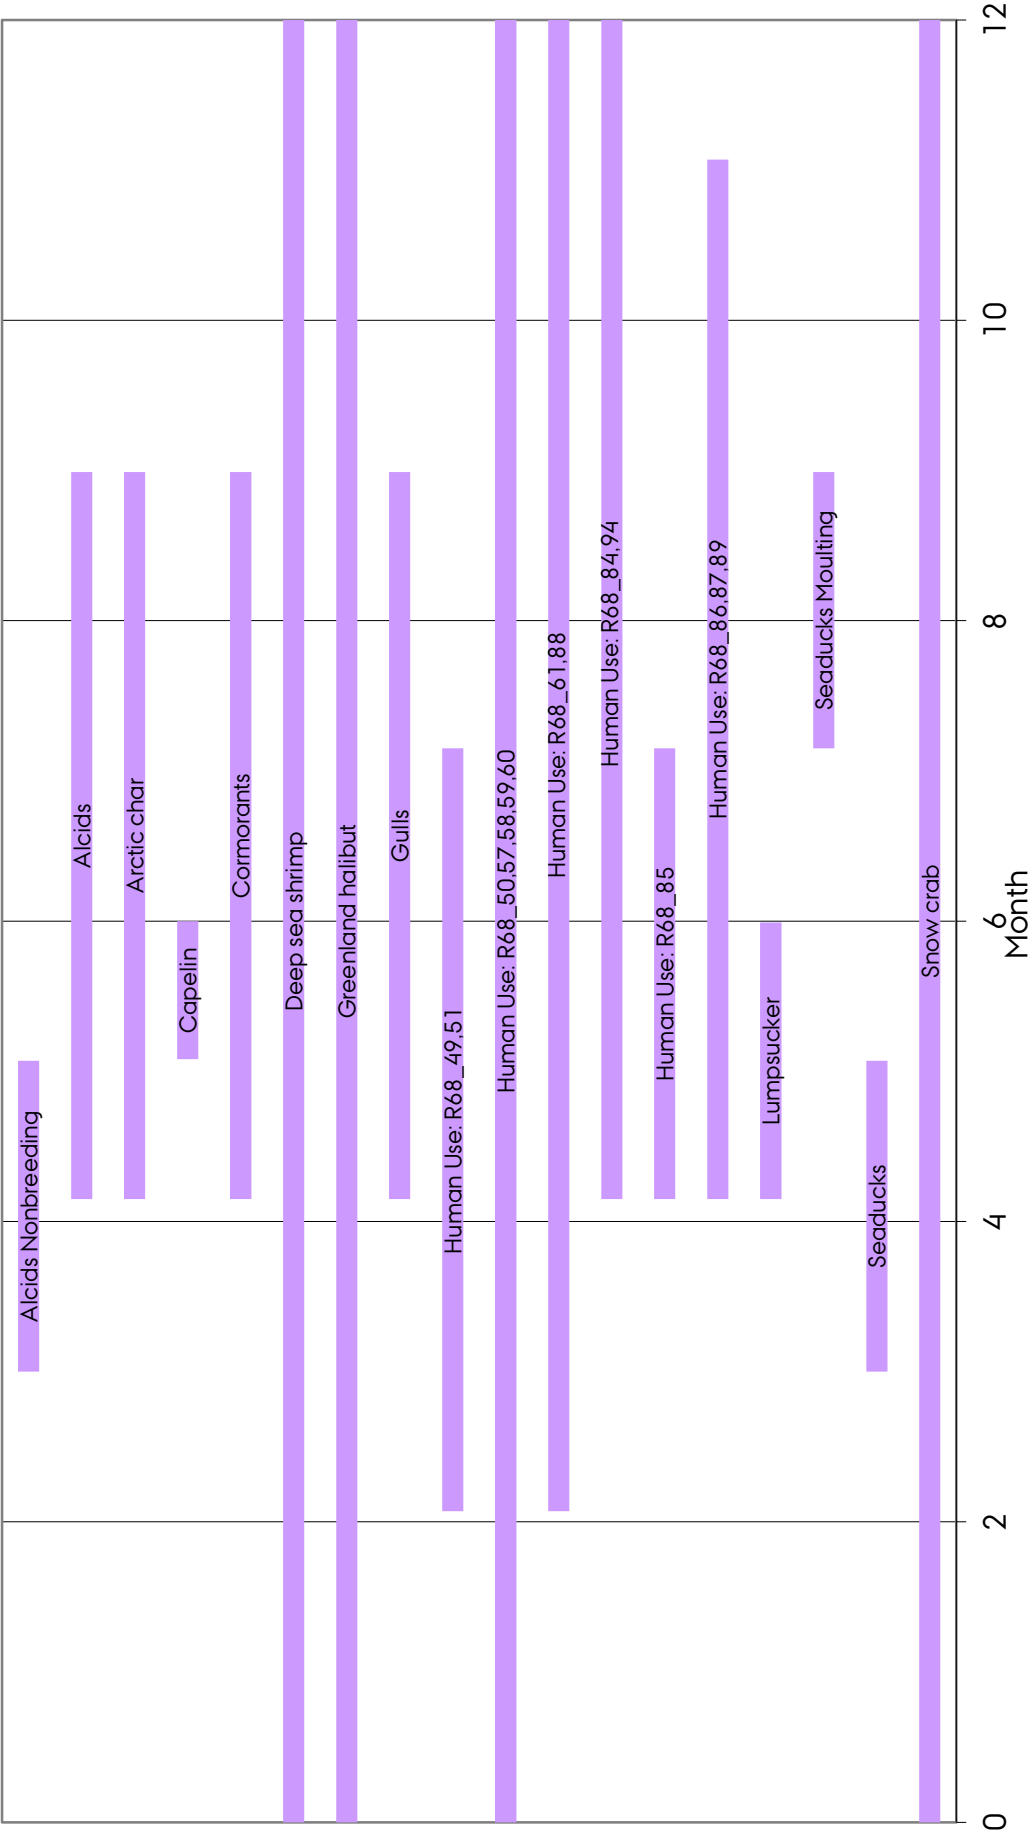 Alcids Nonbreeding
Alcids
Arctic char
Capelin
Cormorants
Deep sea shrimp
Greenland halibut
Gulls
Human Use: R68_49,51
Human Use: R68_50,57,58,59,60
Human Use: R68_61,88
Human Use: R68_84,94
Human Use: R68_85
Human Use: R68_86,87,89
Lumpsucker
Seaducks Moulting
Seaducks
Snow crab
0 2 4 6 8 10 12
Month